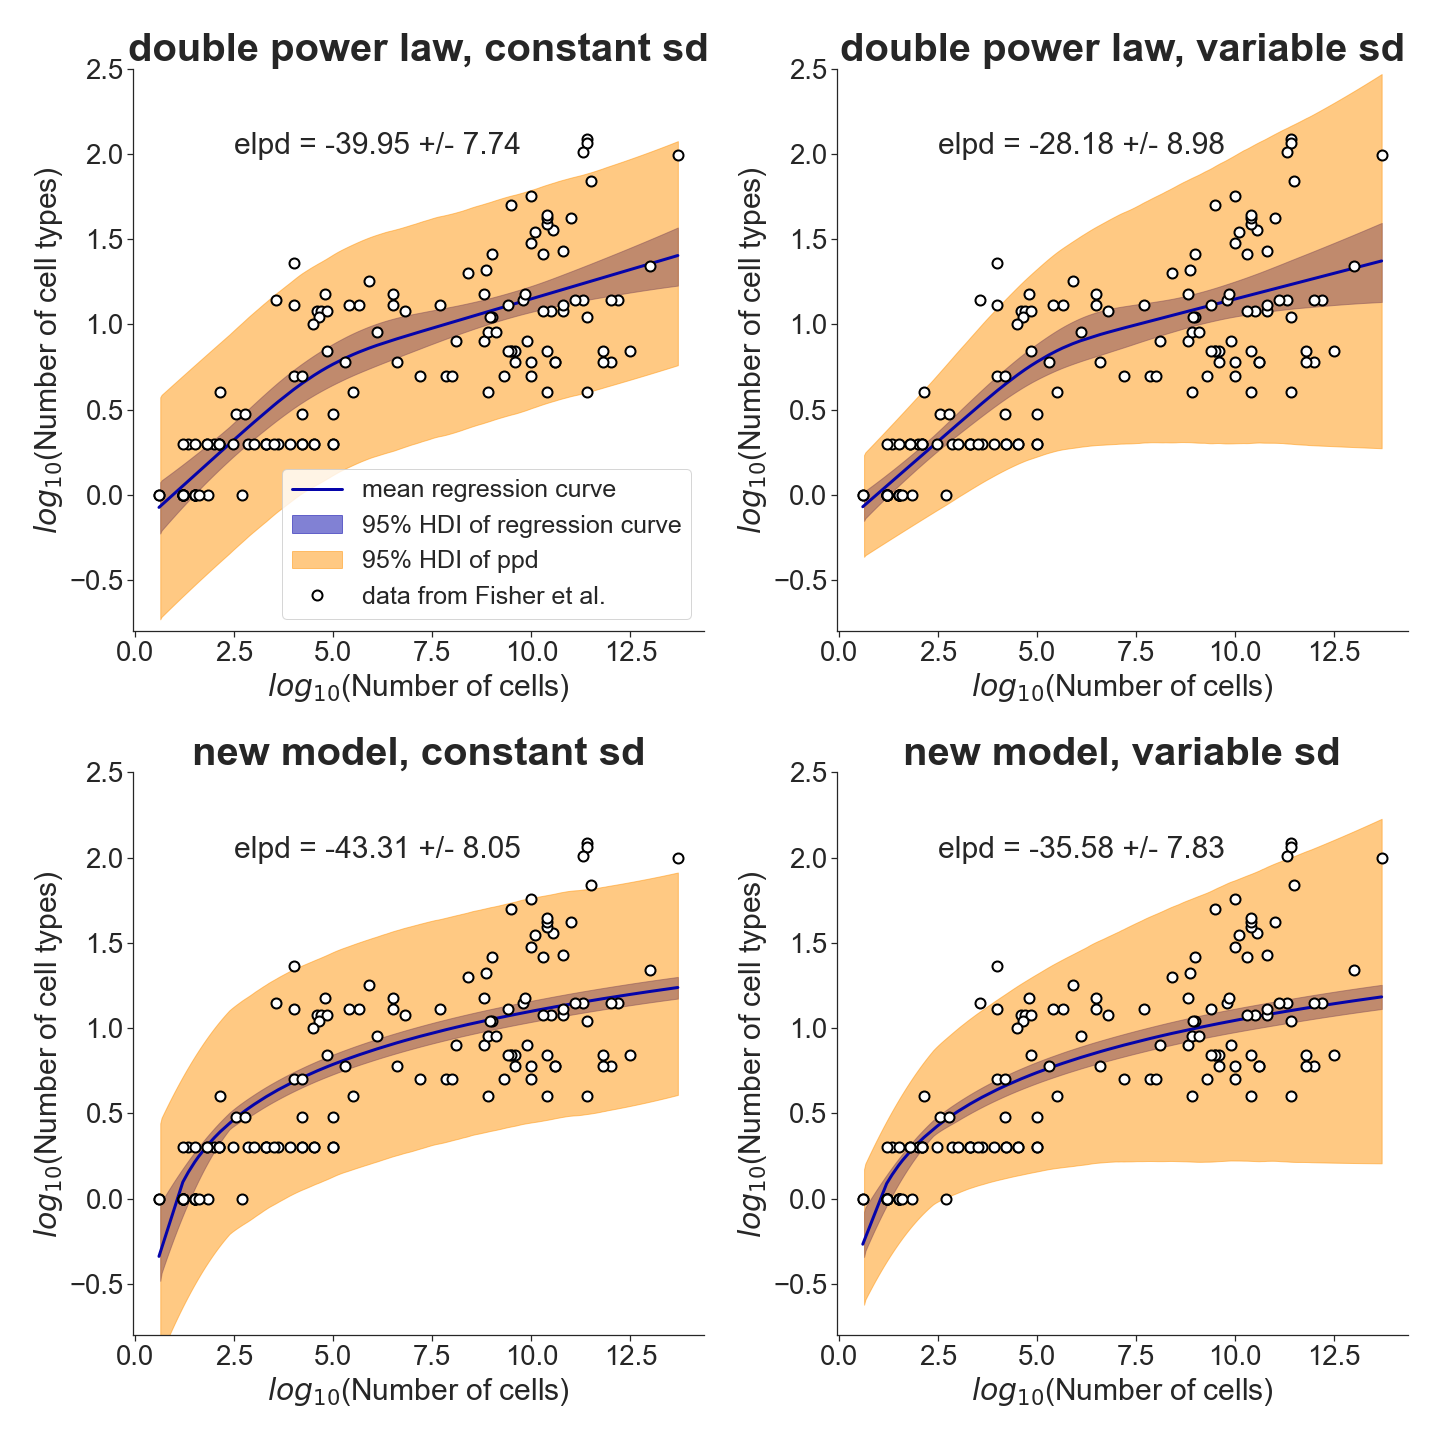 double power law, constant sd
2.5
2.0
1.5
1.0
0.5
0.0
−0.5
log10(Number of cell types)
elpd = -39.95 +/- 7.74
mean regression curve
95% HDI of regression curve
95% HDI of ppd
data from Fisher et al.
0.0 2.5 5.0 7.5 10.0 12.5
log10(Number of cells)
double power law, variable sd
2.5
2.0
1.5
1.0
0.5
0.0
−0.5
log10(Number of cell types)
elpd = -28.18 +/- 8.98
0.0 2.5 5.0 7.5 10.0 12.5
log10(Number of cells)
new model, constant sd
2.5
2.0
1.5
1.0
0.5
0.0
−0.5
log10(Number of cell types)
elpd = -43.31 +/- 8.05
0.0 2.5 5.0 7.5 10.0 12.5
log10(Number of cells)
new model, variable sd
2.5
2.0
1.5
1.0
0.5
0.0
−0.5
log10(Number of cell types)
elpd = -35.58 +/- 7.83
0.0 2.5 5.0 7.5 10.0 12.5
log10(Number of cells)